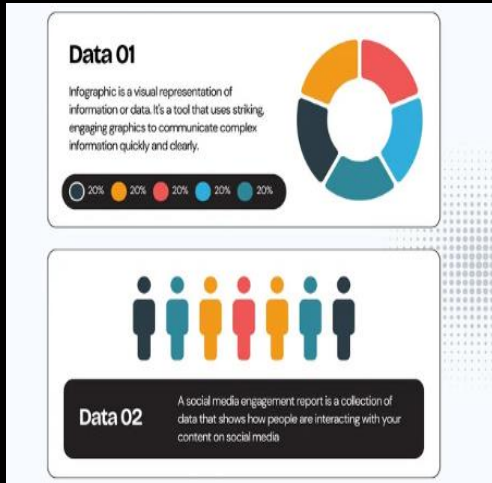 Data 01
Infographic is a visual representation of
information or data. It's a tool that uses striking,
engaging graphics to communicate complex
information quickly and clearly.
20% 20% 20% 20% 20%
Data 02
A social media engagement report is a collection of
data that shows how people are interacting with your
content on social media